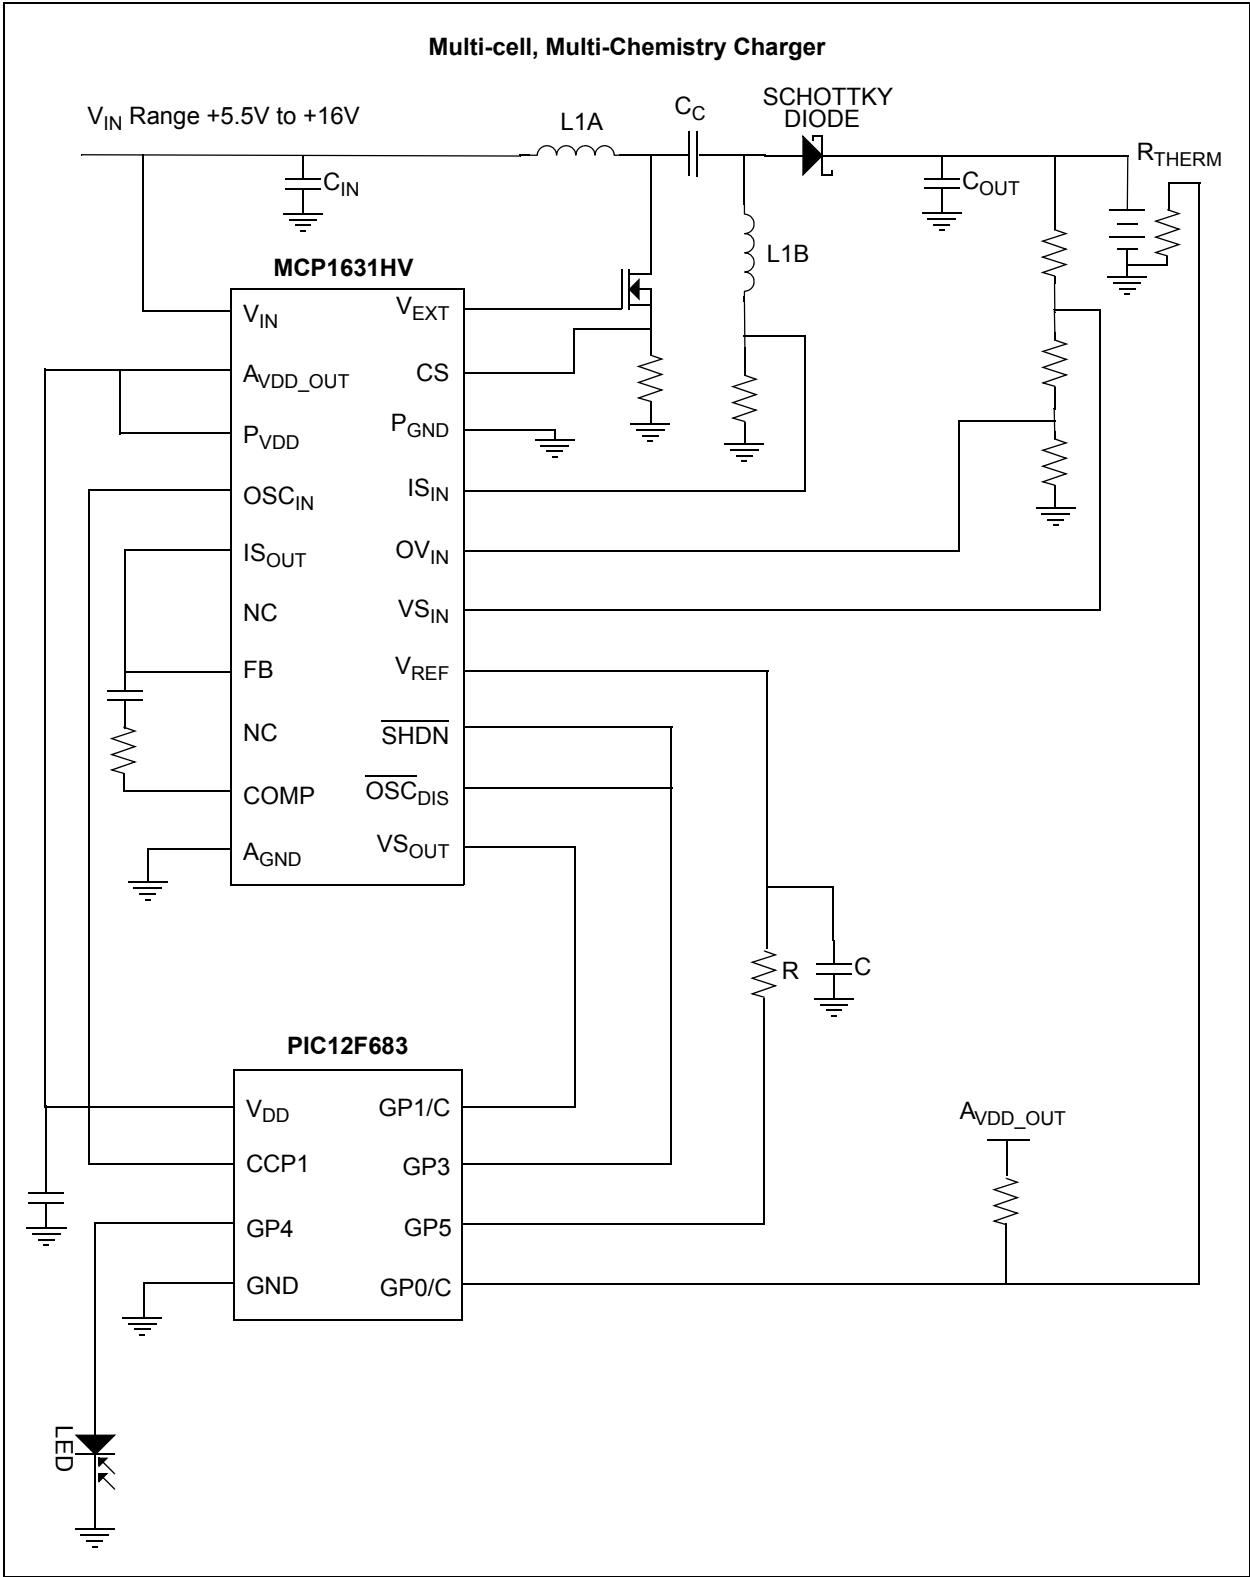 Multi-cell, Multi-Chemistry Charger
VIN Range +5.5V to +16V
L1A
CC
SCHOTTKY
DIODE
RTHERM
CIN
COUT
L1B
MCP1631HV
VIN
VEXT
AVDD_OUT
CS
PVDD
PGND
OSCIN
ISIN
ISOUT
OVIN
NC
VSIN
FB
VREF
NC
SHDN
COMP
OSCDIS
AGND
VSOUT
R
C
PIC12F683
VDD
GP1/C
AVDD_OUT
CCP1
GP3
GP4
GP5
GND
GP0/C
LED